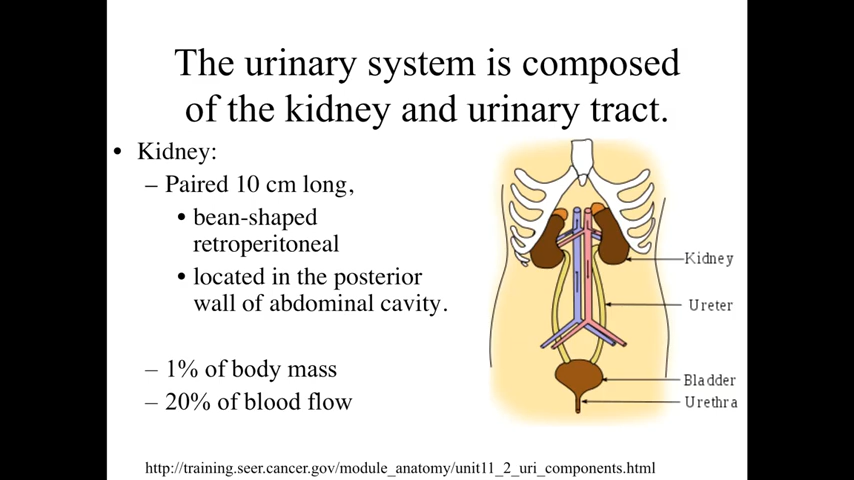 The urinary system is composed
of the kidney and urinary tract.
• Kidney:
– Paired 10 cm long,
• bean-shaped
retroperitoneal
• located in the posterior
wall of abdominal cavity.
– 1% of body mass
– 20% of blood flow
Kidney
Ureter
Bladder
Urethra
http://training.seer.cancer.gov/module_anatomy/unit11_2_uri_components.html